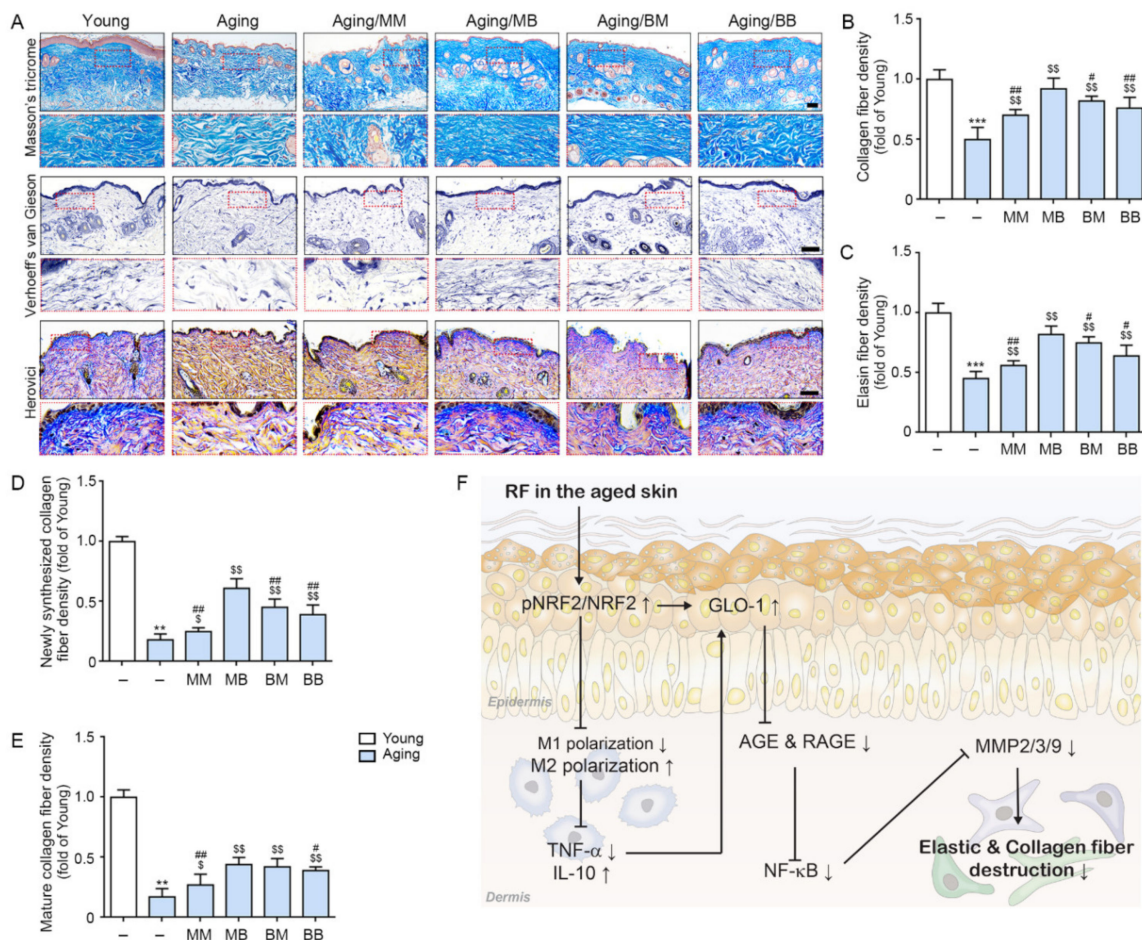 A
Young
Aging
Aging/MM
Aging/MB
Aging/BM
Aging/BB
Masson's tricrome
Verhoeff's van Gieson
Herovici
B
Collagen fiber density
(fold of Young)
1.5
1.0
0.5
0
***
##
$$
$$
#
$$
##
$$
– – MM MB BM BB
C
Elasin fiber density
(fold of Young)
1.5
1.0
0.5
0
***
##
$$
$$
#
$$
#
$$
– – MM MB BM BB
D
Newly synthesized collagen
fiber density (fold of Young)
1.5
1.0
0.5
0
**
##
$
$$
##
$$
##
$$
– – MM MB BM BB
E
Mature collagen fiber density
(fold of Young)
1.5
1.0
0.5
0
**
##
$
$$
$$
#
$$
– – MM MB BM BB
Young
Aging
F
RF in the aged skin
pNRF2/NRF2 ↑
GLO-1 ↑
Epidermis
M1 polarization ↓
M2 polarization ↑
AGE & RAGE ↓
MMP2/3/9 ↓
TNF-α ↓
IL-10 ↑
NF-κB ↓
Elastic & Collagen fiber
destruction ↓
Dermis